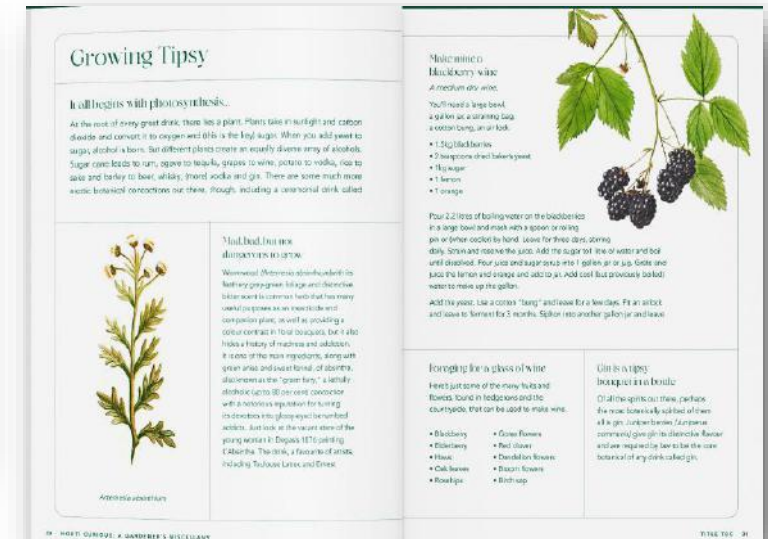 Growing Tipsy
It all begins with photosynthesis...
At the root of every great drink, there lies a plant. Plants take in sunlight and carbon
dioxide and convert it to oxygen and (this is the key) sugar. When you add yeast to
sugar, alcohol is born. But different plants create an equally diverse array of alcohols.
Sugar cane leads to rum, agave to tequila, grapes to wine, potato to vodka, rice to
sake and barley to beer, whisky, (more) vodka and gin. There are some much more
exotic botanical concoctions out there, though, including a ceremonial drink called
Mad, bad, but not
dangerous to grow
Wormwood (Artemisia absinthium) with its
feathery grey-green foliage and distinctive
bitter scent is common herb that has many
useful purposes as an insecticide and
companion plant, as well as providing a
colour contrast in floral bouquets, but it also
hides a history of madness and addiction.
It is one of the main ingredients, along with
green anise and sweet fennel, of absinthe,
also known as the "green fairy," a lethally
alcoholic (up to 80 per cent) concoction
with a notorious reputation for turning
its devotees into glassy-eyed benumbed
addicts. Just look at the vacant stare of the
young woman in Degas's 1876 painting
L'Absinthe. The drink, a favourite of artists,
including Toulouse Lautrec and Ernest
Artemisia absinthium
HORTI CURIOUS: A GARDENER'S MISCELLANY
Make mine a
blackberry wine
A medium dry wine.
You'll need a large bowl,
a gallon jar, a straining bag,
a cotton bung, an air lock.
• 1.5kg blackberries
• 2 teaspoons dried baker's yeast
• 1kg sugar
• 1 lemon
• 1 orange
Pour 2.2 litres of boiling water on the blackberries
in a large bowl and mash with a spoon or rolling
pin or (when cooler) by hand. Leave for three days, stirring
daily. Strain and reserve the juice. Add the sugar to 1 litre of water and boil
until dissolved. Pour juice and sugar syrup into 1 gallon jar or jug. Grate and
juice the lemon and orange and add to jar. Add cool (but previously boiled)
water to make up the gallon.
Add the yeast. Use a cotton "bung" and leave for a few days. Fit an airlock
and leave to ferment for 3 months. Siphon into another gallon jar and leave
Foraging for a glass of wine
Here's just some of the many fruits and
flowers, found in hedgerows and the
countryside, that can be used to make wine.
• Blackberry
• Elderberry
• Haws
• Oak leaves
• Rosehips
• Gorse flowers
• Red clover
• Dandelion flowers
• Broom flowers
• Birch sap
Gin is a tipsy
bouquet in a bottle
Of all the spirits out there, perhaps
the most botanically spirited of them
all is gin. Juniper berries (Juniperus
communis) give gin its distinctive flavour
and are required by law to be the core
botanical of any drink called gin.